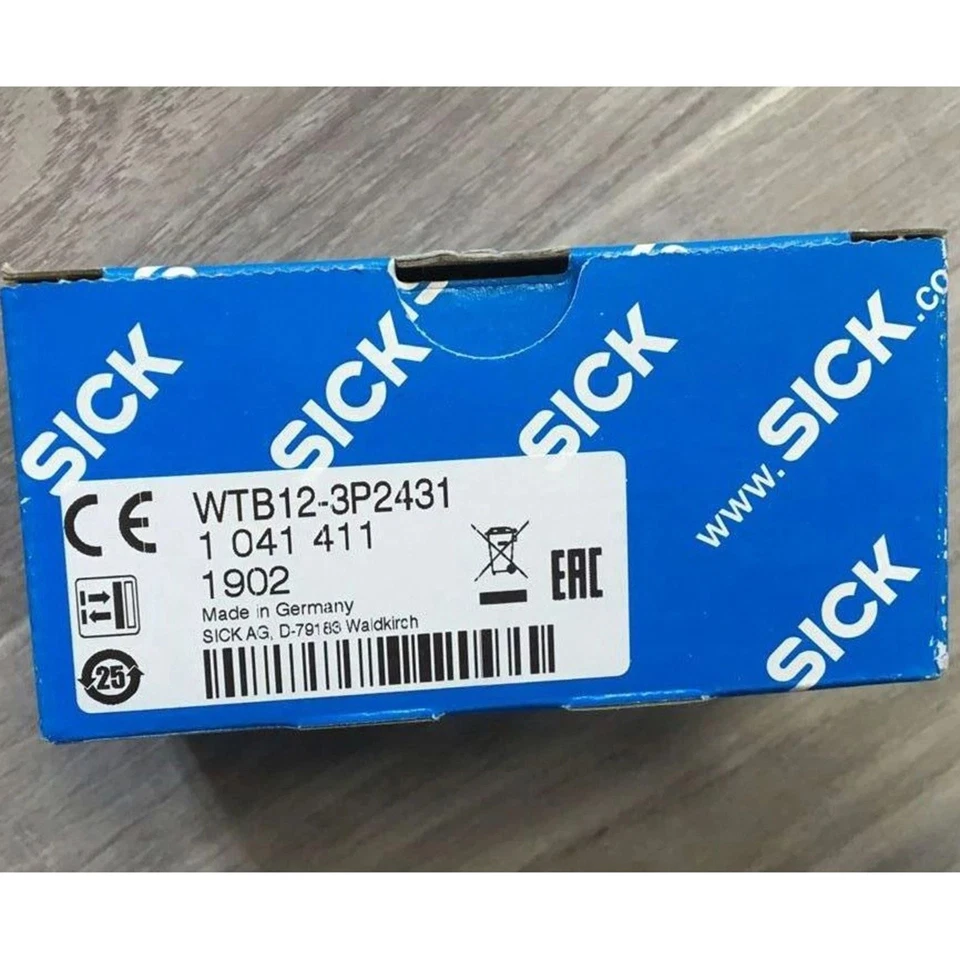 SICK
SICK
SICK
www.SICK.co
SICK
CE
WTB12-3P2431
1 041 411
1902
Made in Germany
SICK AG, D-79183 Waldkirch
EAC
25